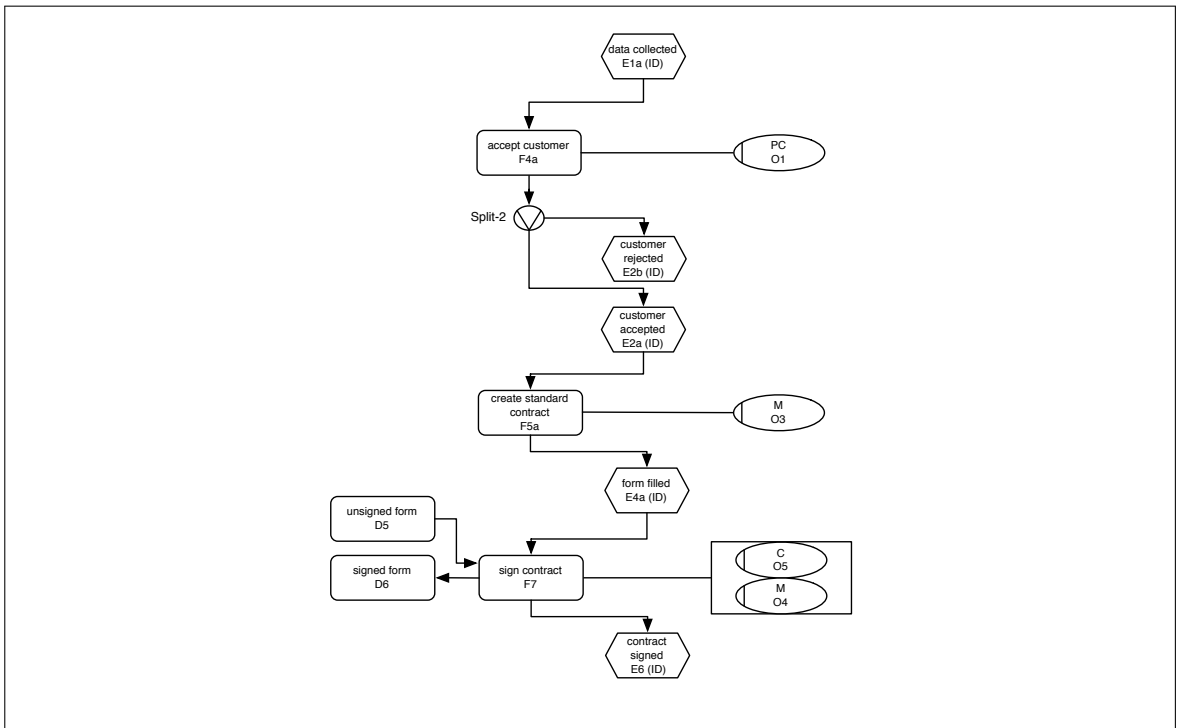 data collected
E1a (ID)
accept customer
F4a
PC
O1
Split-2
customer
rejected
E2b (ID)
customer
accepted
E2a (ID)
create standard
contract
F5a
M
O3
form filled
E4a (ID)
unsigned form
D5
signed form
D6
sign contract
F7
C
O5
M
O4
contract
signed
E6 (ID)